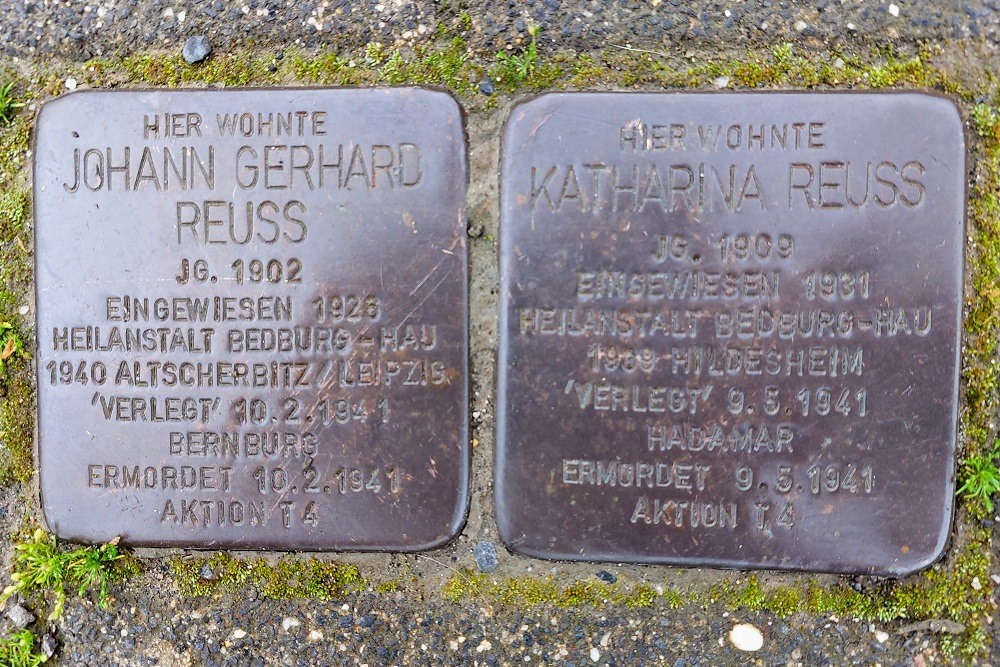 HIER WOHNTE
JOHANN GERHARD
REUSS
JG. 1902
EINGEWIESEN 1926
HEILANSTALT BEDBURG-HAU
1940 ALTSCHERBITZ/LEIPZIG
'VERLEGT' 10.2.1941
BERNBURG
ERMORDET 10.2.1941
AKTION T4
HIER WOHNTE
KATHARINA REUSS
JG. 1909
EINGEWIESEN 1931
HEILANSTALT BEDBURG-HAU
1939 HILDESHEIM
'VERLEGT' 9.5.1941
HADAMAR
ERMORDET 9.5.1941
AKTION T4